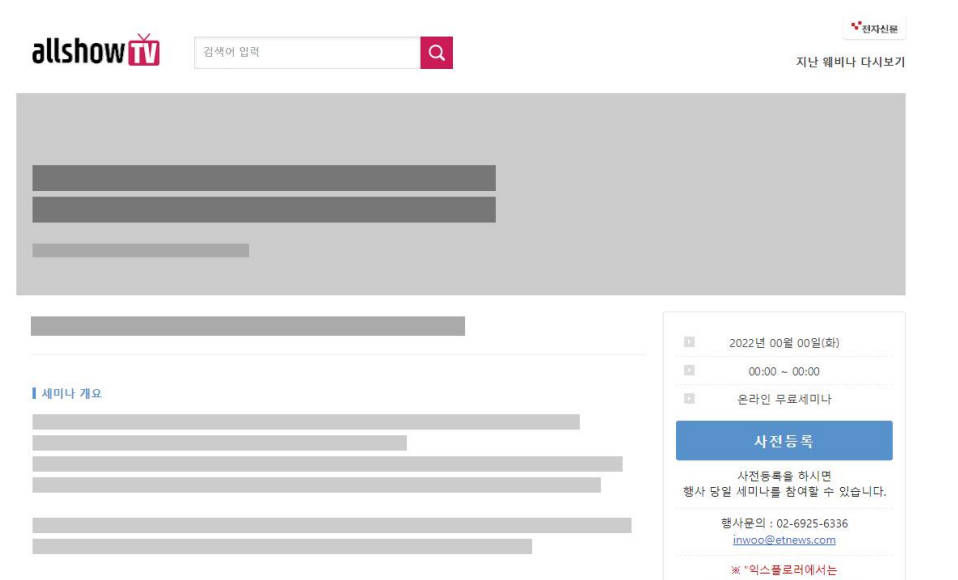 allshow TV
검색어 입력
전자신문
지난 웨비나 다시보기
세미나 개요
2022년 00월 00일(화)
00:00 ~ 00:00
온라인 무료세미나
사전등록
사전등록을 하시면
행사 당일 세미나를 참여할 수 있습니다.
행사문의 : 02-6925-6336
inwoo@etnews.com
※ "익스플로러에서는